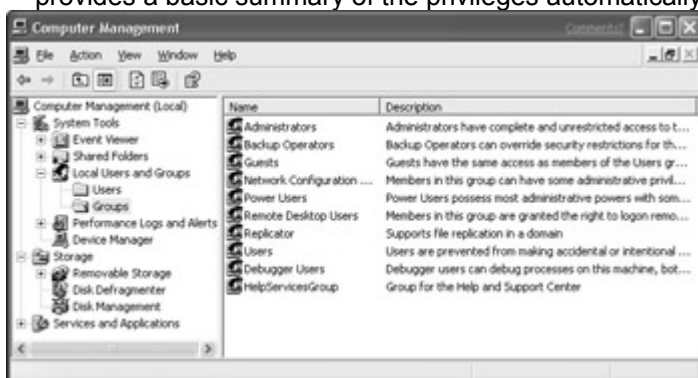 provides a basic summary of the privileges automatically
Computer Management
Comments?
File Action View Window Help
Computer Management (Local)
System Tools
Event Viewer
Shared Folders
Local Users and Groups
Users
Groups
Performance Logs and Alerts
Device Manager
Storage
Removable Storage
Disk Defragmenter
Disk Management
Services and Applications
Name Description
Administrators Administrators have complete and unrestricted access to t...
Backup Operators Backup Operators can override security restrictions for th...
Guests Guests have the same access as members of the Users gr...
Network Configuration ... Members in this group can have some administrative privil...
Power Users Power Users possess most administrative powers with som...
Remote Desktop Users Members in this group are granted the right to logon remo...
Replicator Supports file replication in a domain
Users Users are prevented from making accidental or intentional ...
Debugger Users Debugger users can debug processes on this machine, bot...
HelpServicesGroup Group for the Help and Support Center